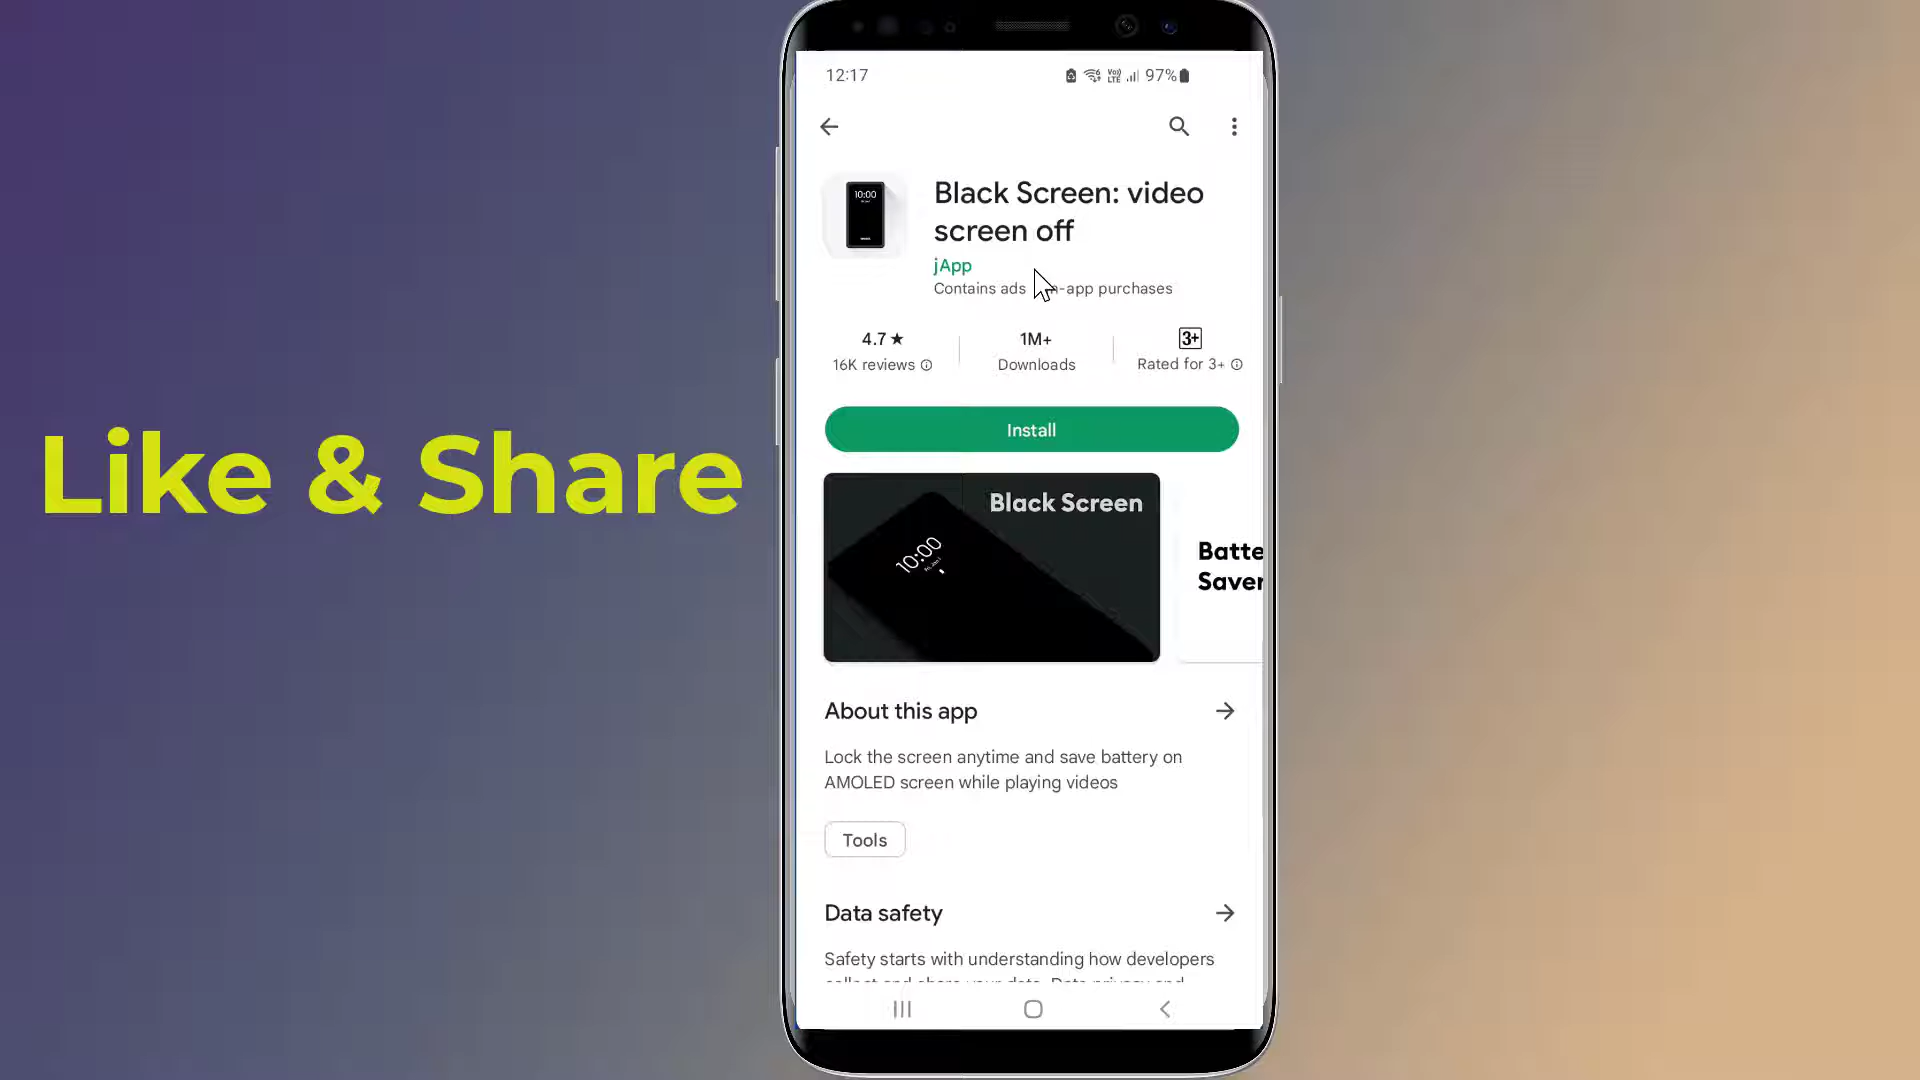 12:17
97%
10:00
Black Screen: video
screen off
jApp
Contains ads
-app purchases
4.7★
16K reviews
1M+
Downloads
3+
Rated for 3+
Install
Like & Share
Black Screen
10:00
Batte
Saver
About this app
Lock the screen anytime and save battery on
AMOLED screen while playing videos
Tools
Data safety
Safety starts with understanding how developers